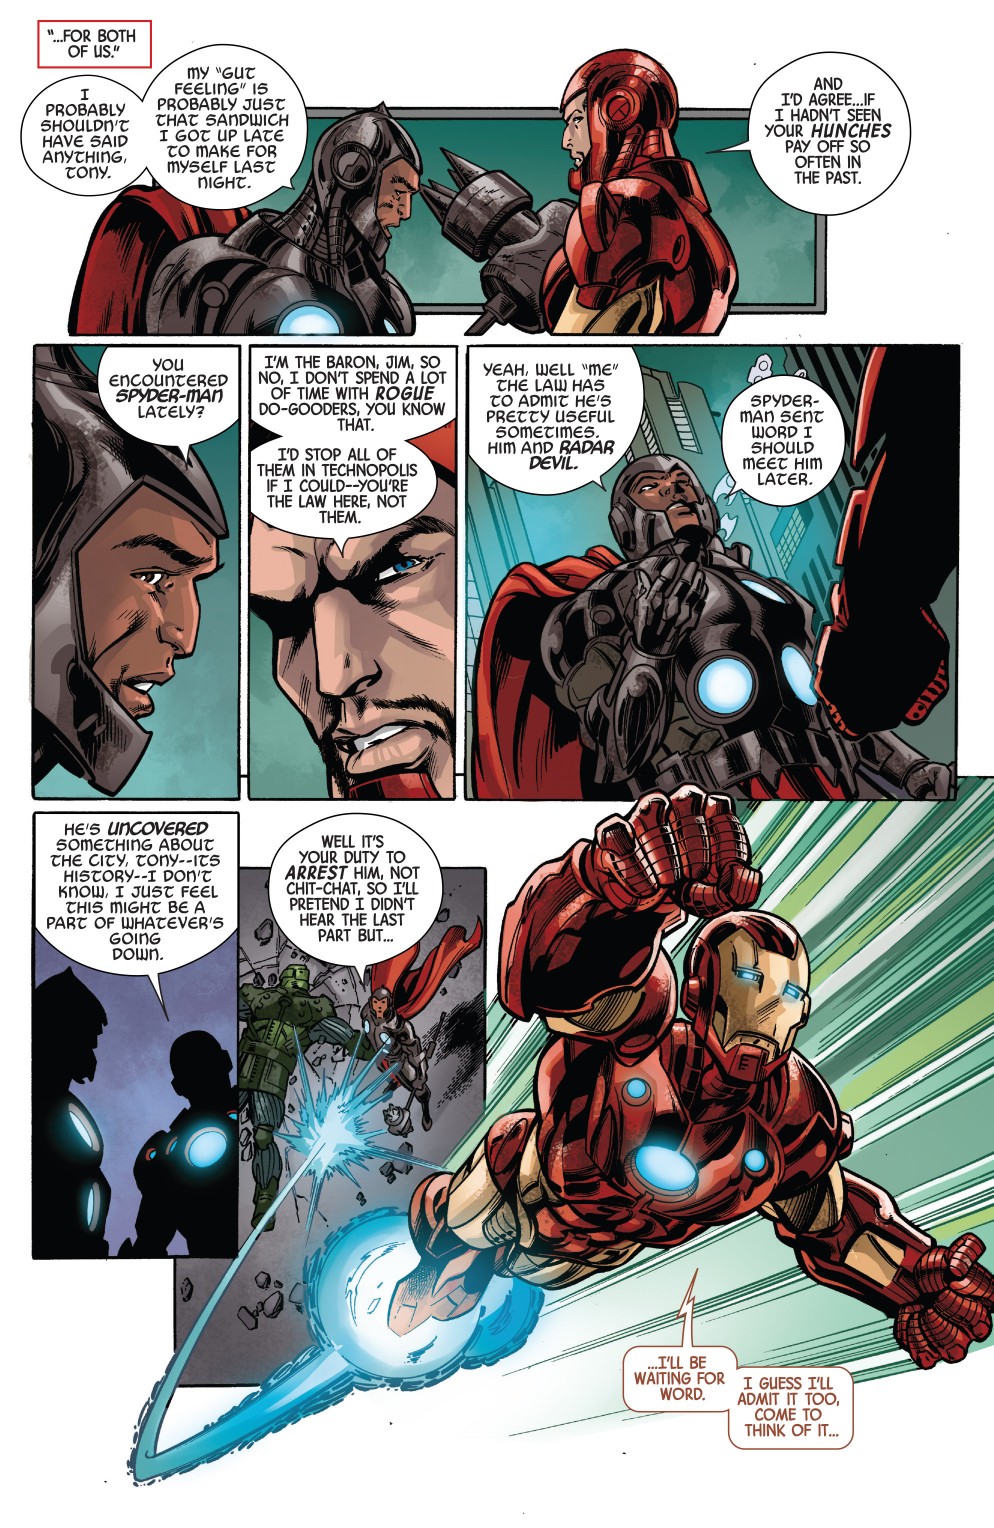 "...FOR BOTH
OF US."
I
PROBABLY
SHOULDN'T
HAVE SAID
ANYTHING,
TONY.
MY "GUT
FEELING" IS
PROBABLY JUST
THAT SANDWICH
I GOT UP LATE
TO MAKE FOR
MYSELF LAST
NIGHT.
AND
I'D AGREE...IF
I HADN'T SEEN
YOUR HUNCHES
PAY OFF SO
OFTEN IN
THE PAST.
YOU
ENCOUNTERED
SPYDER-MAN
LATELY?
I'M THE BARON, JIM, SO
NO, I DON'T SPEND A LOT
OF TIME WITH ROGUE
DO-GOODERS, YOU KNOW
THAT.
I'D STOP ALL OF
THEM IN TECHNOPOLIS
IF I COULD--YOU'RE
THE LAW HERE, NOT
THEM.
YEAH, WELL "ME"
THE LAW HAS
TO ADMIT HE'S
PRETTY USEFUL
SOMETIMES,
HIM AND RADAR
DEVIL.
SPYDER-
MAN SENT
WORD I
SHOULD
MEET HIM
LATER.
HE'S UNCOVERED
SOMETHING ABOUT
THE CITY, TONY--ITS
HISTORY--I DON'T
KNOW, I JUST FEEL
THIS MIGHT BE A
PART OF WHATEVER'S
GOING
DOWN.
WELL IT'S
YOUR DUTY TO
ARREST HIM, NOT
CHIT-CHAT, SO I'LL
PRETEND I DIDN'T
HEAR THE LAST
PART BUT...
...I'LL BE
WAITING FOR
WORD.
I GUESS I'LL
ADMIT IT TOO,
COME TO
THINK OF IT...